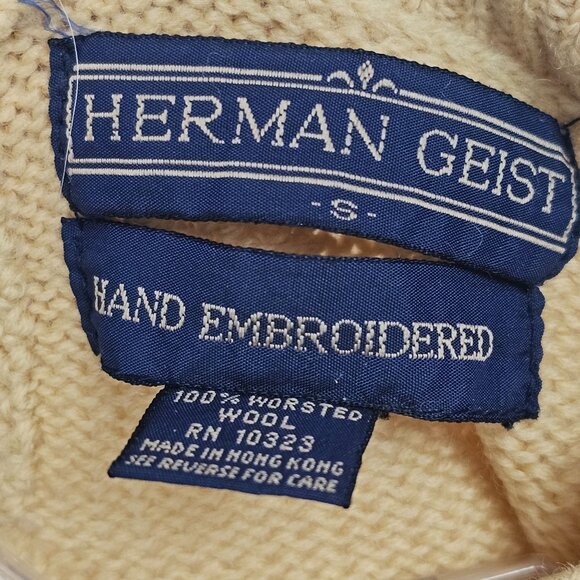 HERMAN GEIST
-S-
HAND EMBROIDERED
100% WORSTED
WOOL
RN 10323
MADE IN HONG KONG
SEE REVERSE FOR CARE